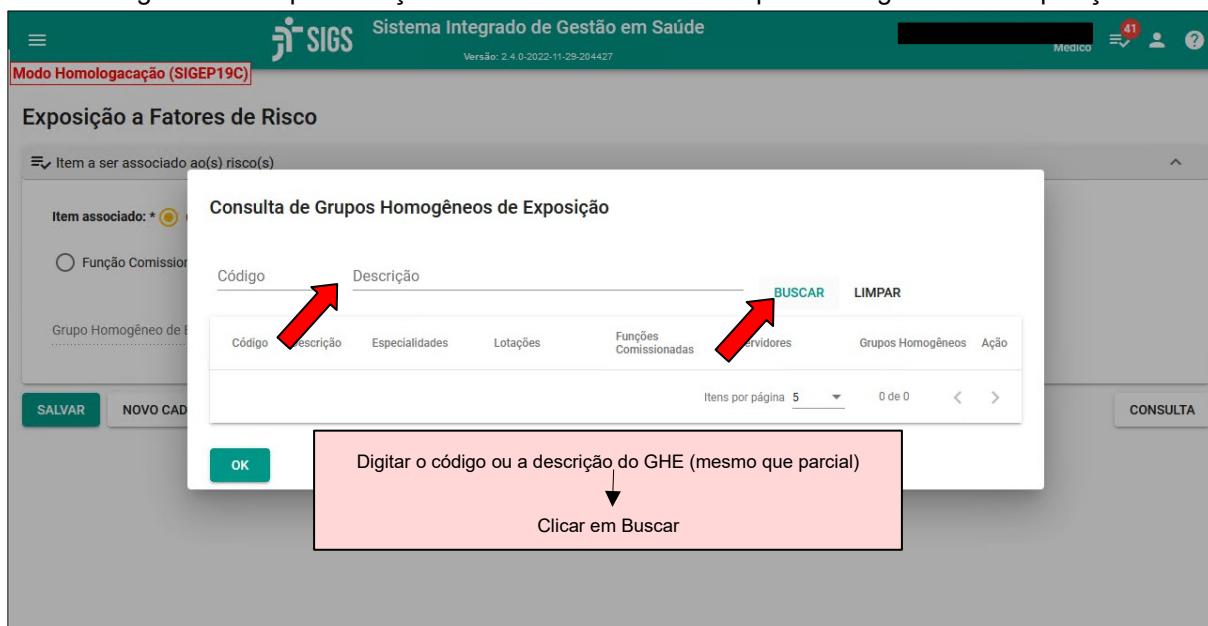 SIGS
Sistema Integrado de Gestão em Saúde
Versão: 2.4.0-2022-11-29-204427
Médico
41
?
Modo Homologacação (SIGEP19C)
Exposição a Fatores de Risco
Item a ser associado ao(s) risco(s)
Item associado: *
Função Comission
Grupo Homogêneo de E
Consulta de Grupos Homogêneos de Exposição
Código Descrição BUSCAR LIMPAR
Código Descrição Especialidades Lotações Funções Comissionadas Servidores Grupos Homogêneos Ação
Itens por página 5 0 de 0
SALVAR NOVO CAD CONSULTA
OK
Digitar o código ou a descrição do GHE (mesmo que parcial)
Clicar em Buscar